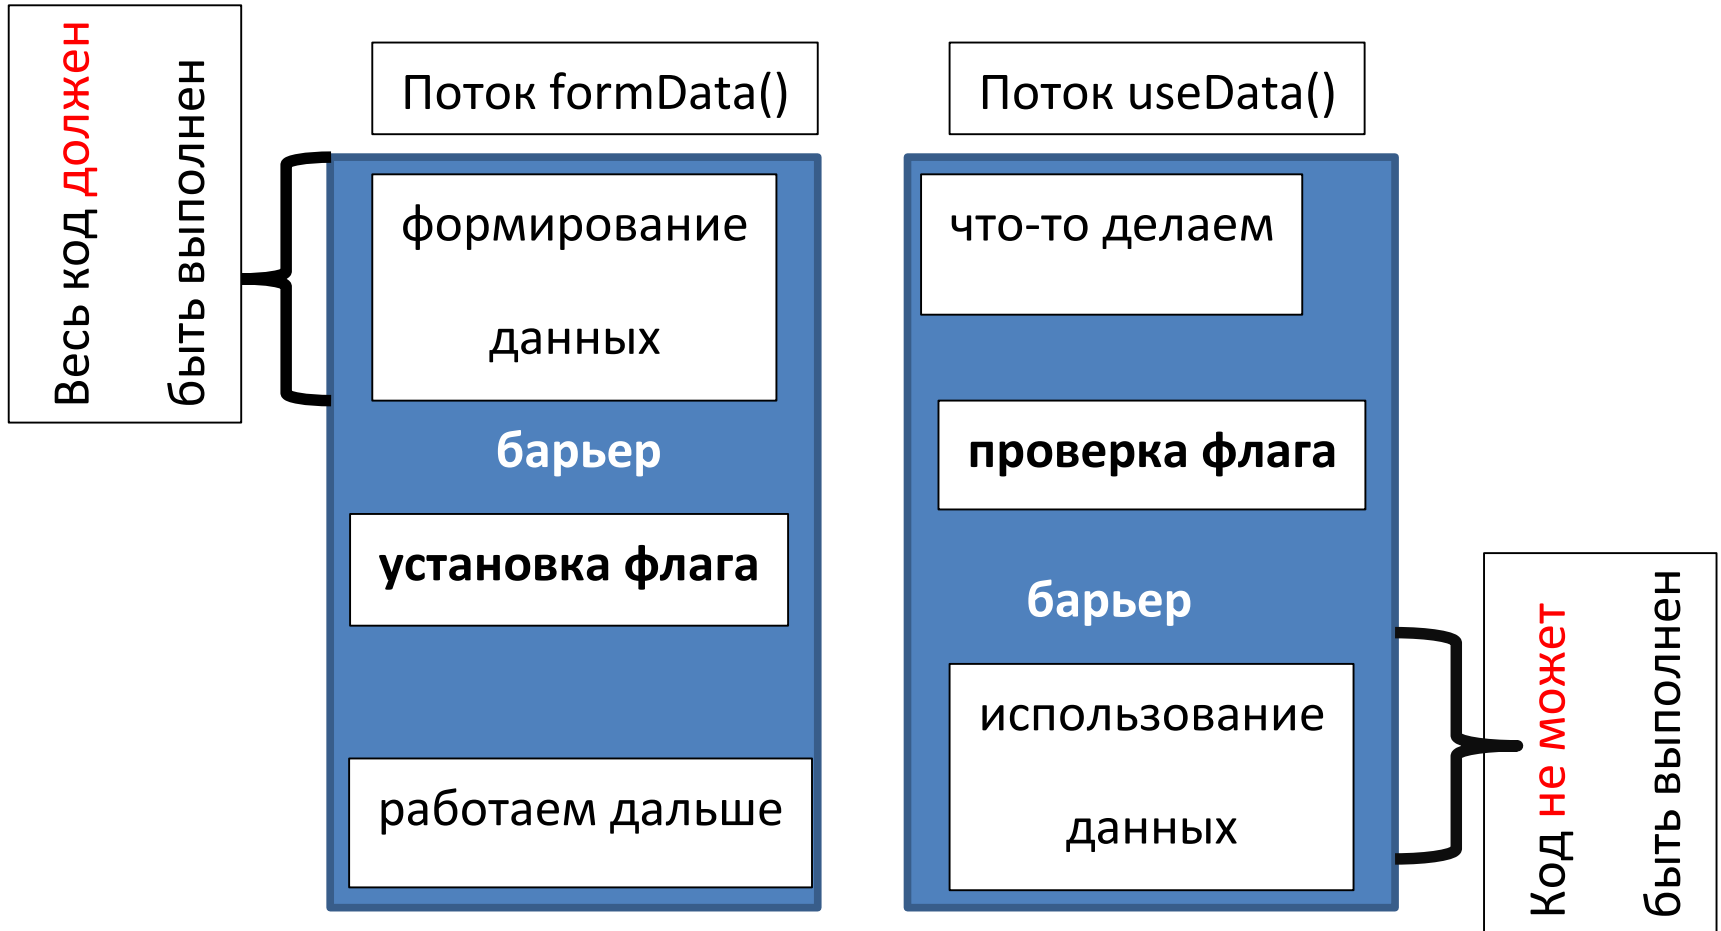 Весь код должен
быть выполнен
Поток formData()
формирование
данных
барьер
установка флага
работаем дальше
Поток useData()
что-то делаем
проверка флага
барьер
использование
данных
Код не может
быть выполнен